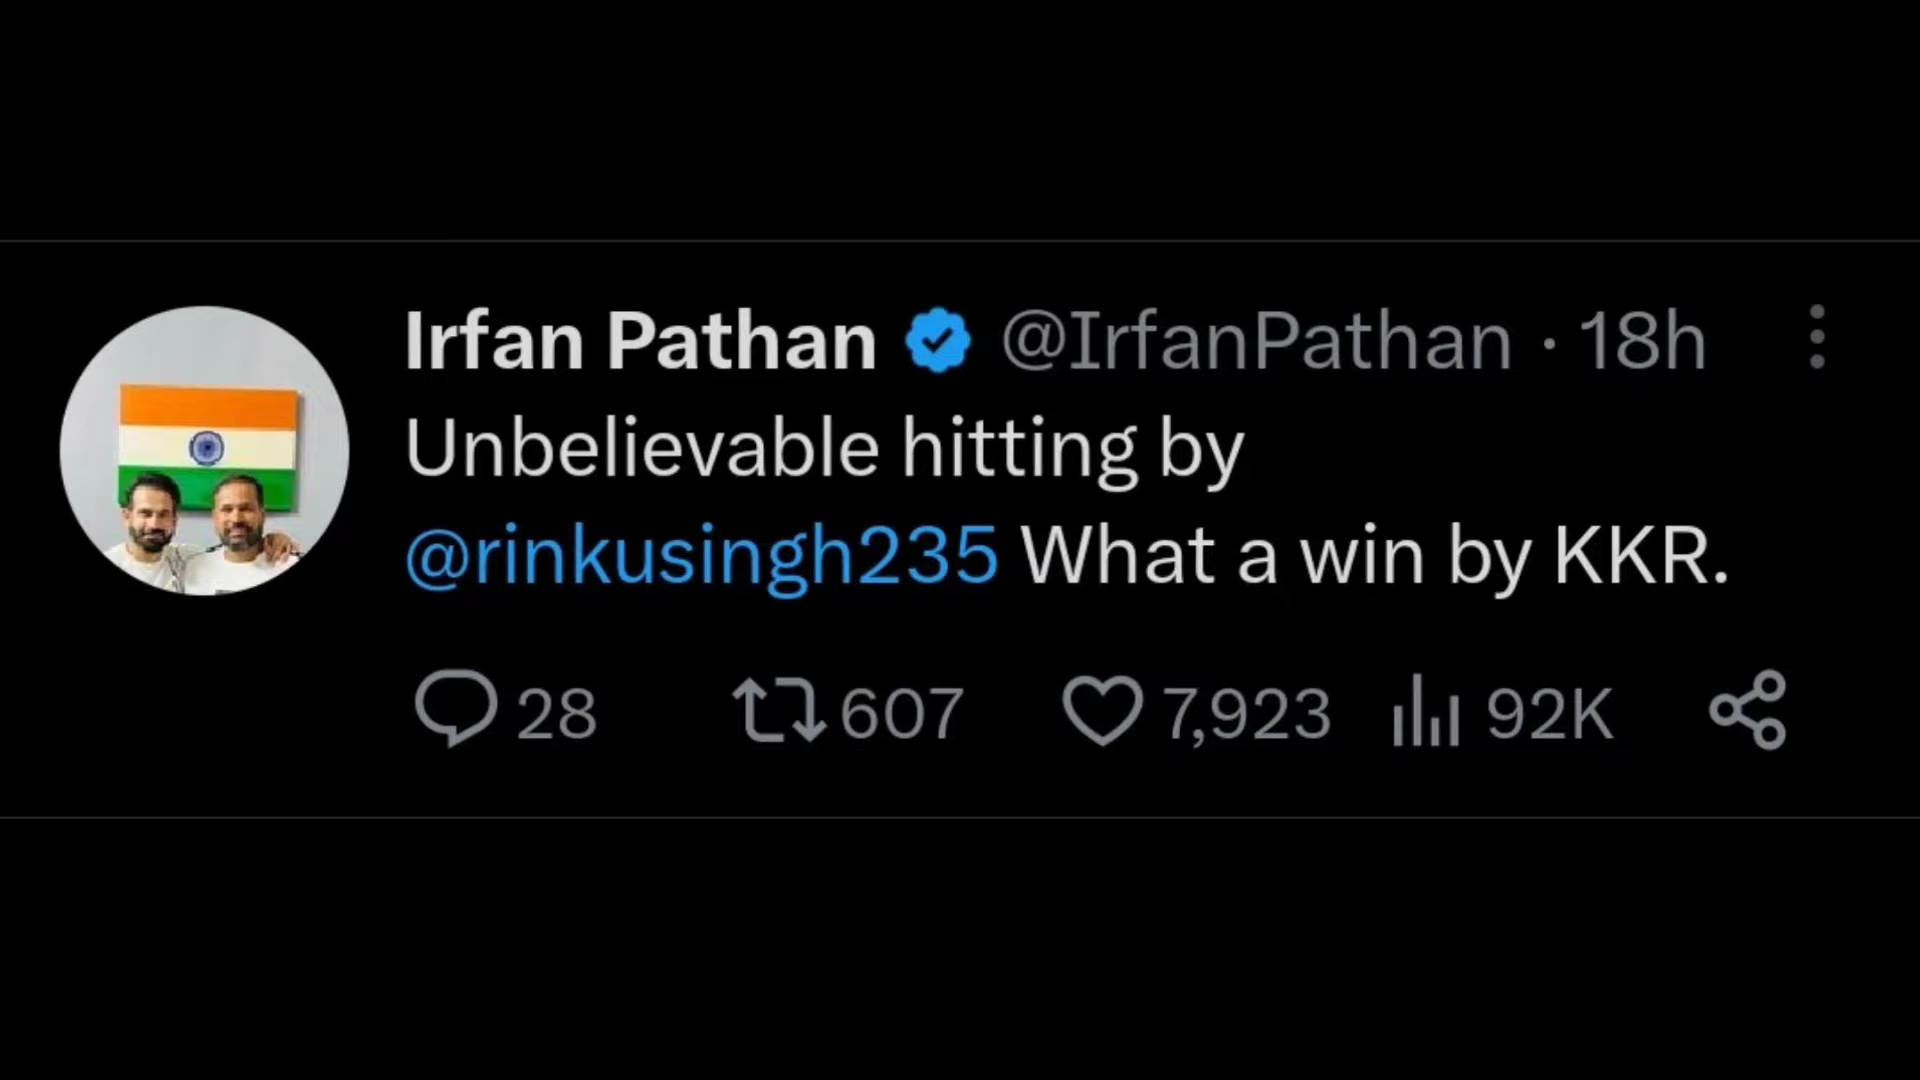 Irfan Pathan @IrfanPathan · 18h
Unbelievable hitting by
@rinkusingh235 What a win by KKR.
28 607 7,923 92K